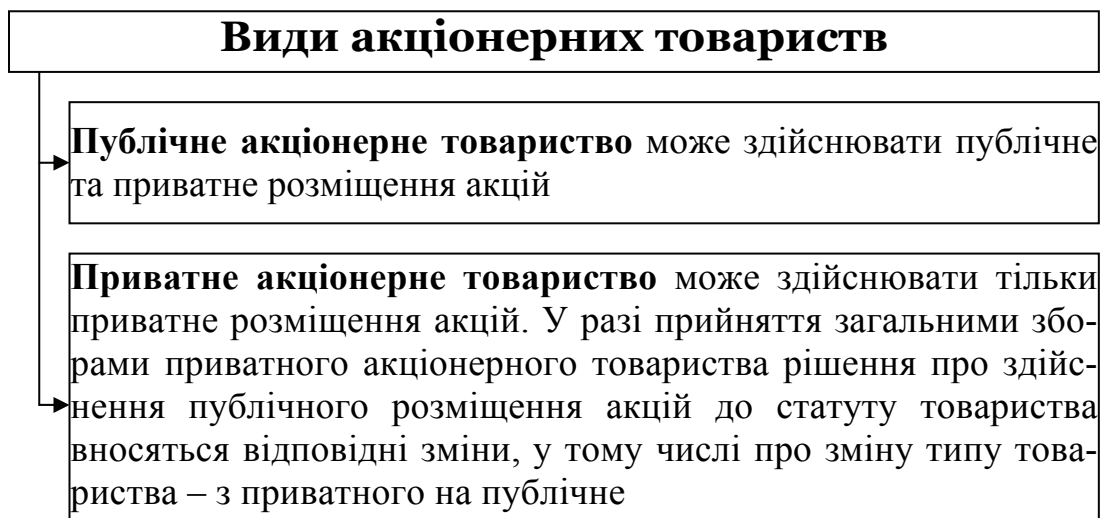 Види акціонерних товариств
Публічне акціонерне товариство може здійснювати публічне
та приватне розміщення акцій
Приватне акціонерне товариство може здійснювати тільки
приватне розміщення акцій. У разі прийняття загальними збо-
рами приватного акціонерного товариства рішення про здійс-
нення публічного розміщення акцій до статуту товариства
вносяться відповідні зміни, у тому числі про зміну типу това-
риства – з приватного на публічне